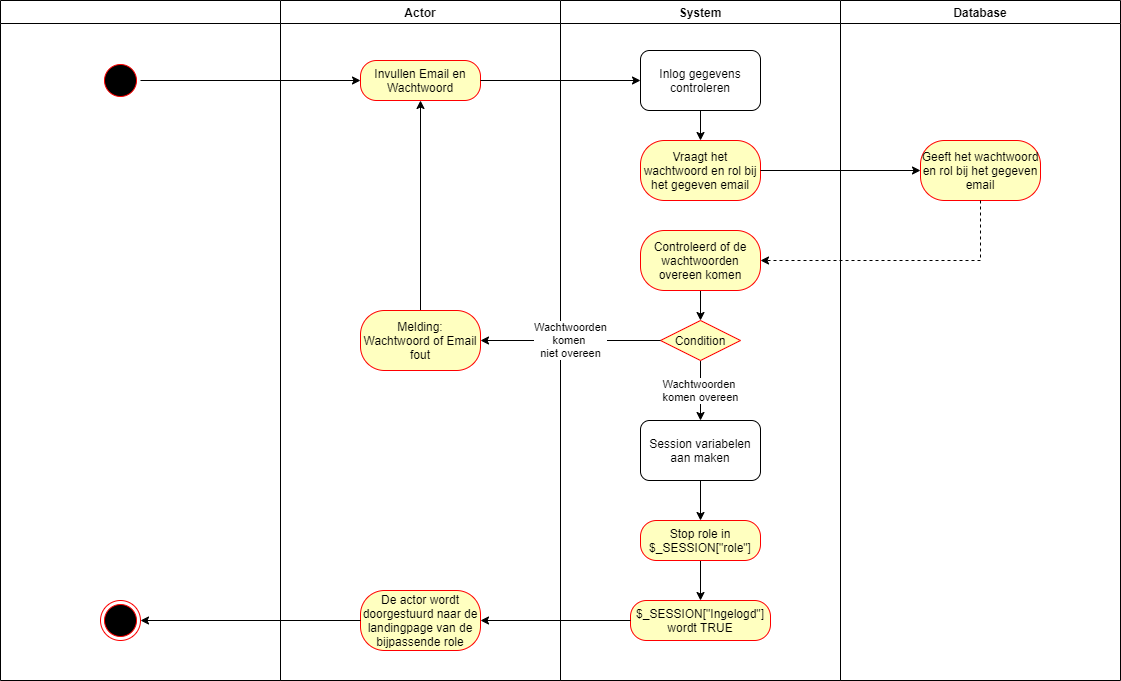 Actor
System
Database
Invullen Email en
Wachtwoord
Inlog gegevens
controleren
Vraagt het
wachtwoord en rol bij
het gegeven email
Geeft het wachtwoord
en rol bij het gegeven
email
Controleerd of de
wachtwoorden
overeen komen
Melding:
Wachtwoord of Email
fout
Wachtwoorden
komen
niet overeen
Condition
Wachtwoorden
komen overeen
Session variabelen
aan maken
Stop role in
$_SESSION["role"]
De actor wordt
doorgestuurd naar de
landingpage van de
bijpassende role
$_SESSION["Ingelogd"]
wordt TRUE